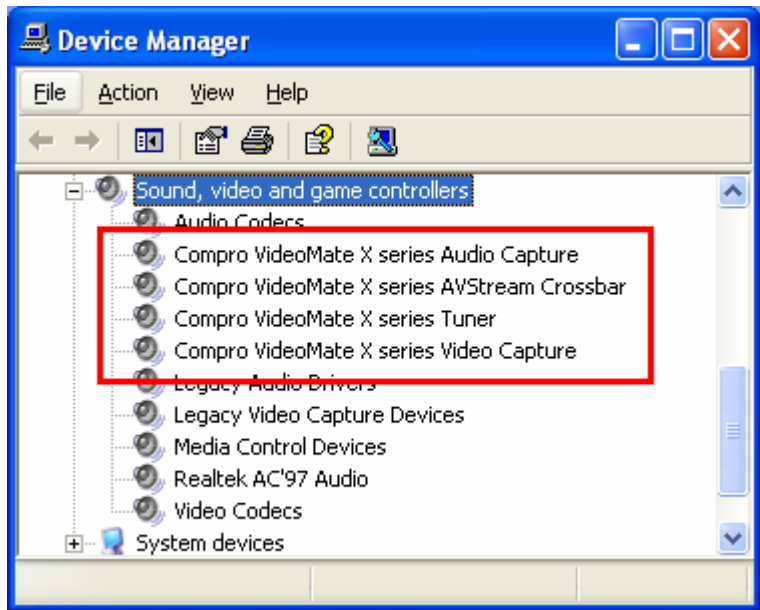 Device Manager
File Action View Help
Sound, video and game controllers
Audio Codecs
Compro VideoMate X series Audio Capture
Compro VideoMate X series AVStream Crossbar
Compro VideoMate X series Tuner
Compro VideoMate X series Video Capture
Legacy Audio Drivers
Legacy Video Capture Devices
Media Control Devices
Realtek AC'97 Audio
Video Codecs
System devices